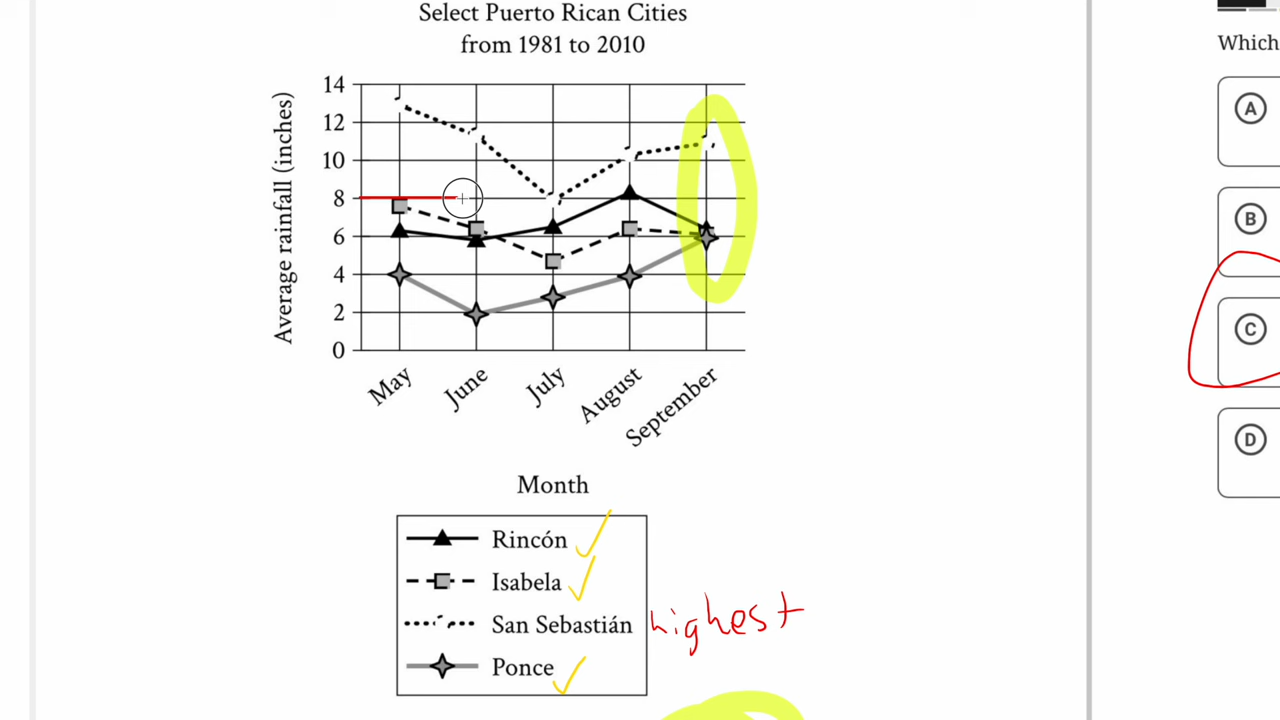 Select Puerto Rican Cities
from 1981 to 2010
Average rainfall (inches)
14
12
10
8
6
4
2
0
May
June
July
August
September
Month
Rincón
Isabela
San Sebastián
Ponce
highest
Which
A
B
C
D